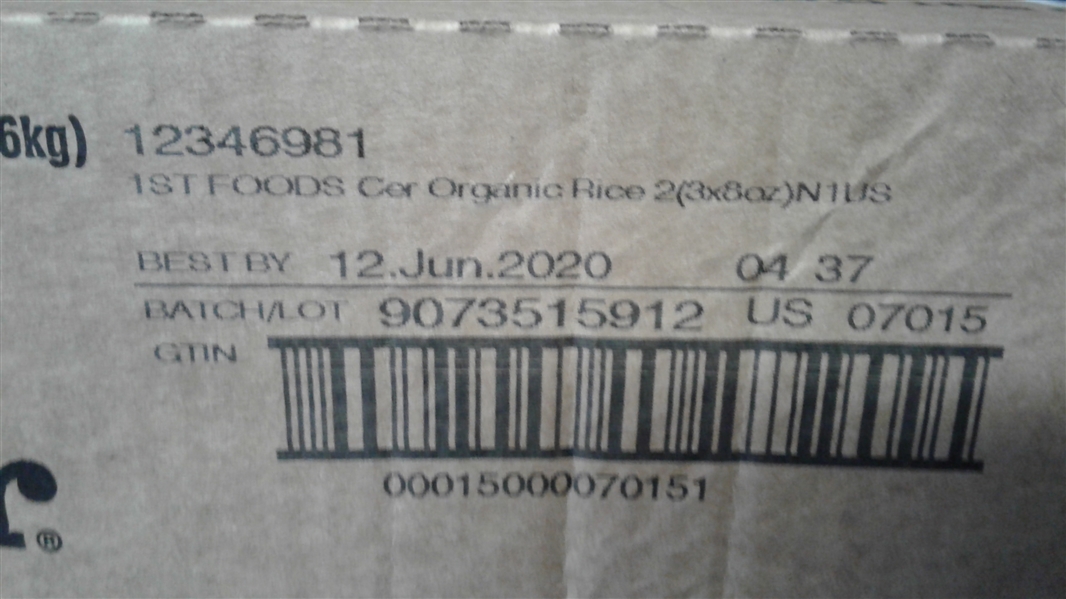 6kg) 12346981
1ST FOODS Cer Organic Rice 2(3x8oz)N1US
BEST BY 12.Jun.2020 04 37
BATCH/LOT 9073515912 US 07015
GTIN
00015000070151
r®